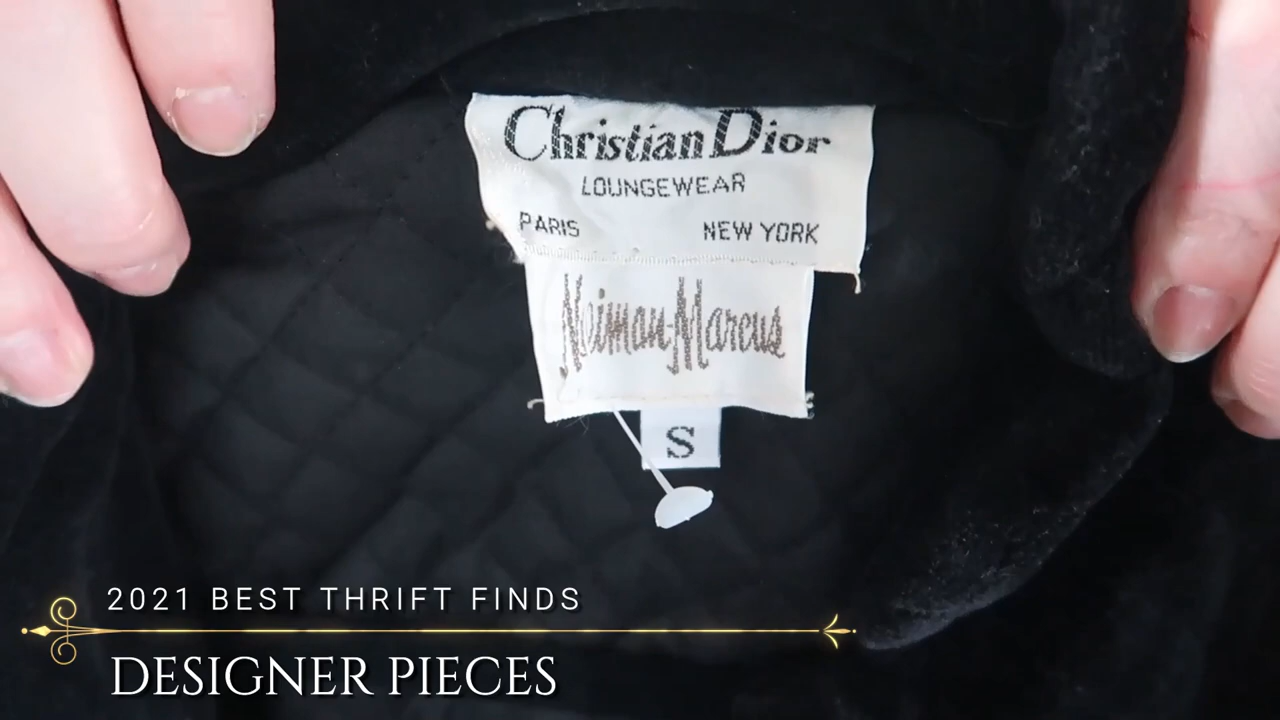 Christian Dior
LOUNGEWEAR
PARIS NEW YORK
Neiman-Marcus
S
2021 BEST THRIFT FINDS
DESIGNER PIECES